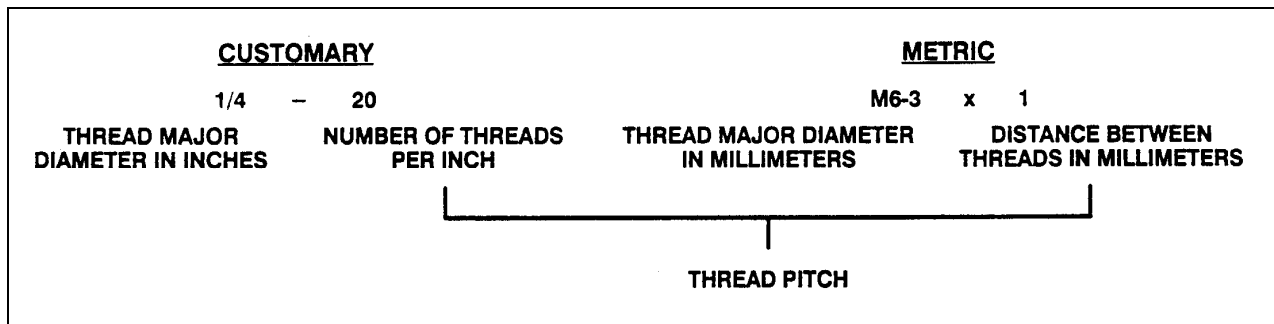 CUSTOMARY
METRIC
1/4 – 20
M6-3 x 1
THREAD MAJOR DIAMETER IN INCHES
NUMBER OF THREADS PER INCH
THREAD MAJOR DIAMETER IN MILLIMETERS
DISTANCE BETWEEN THREADS IN MILLIMETERS
THREAD PITCH